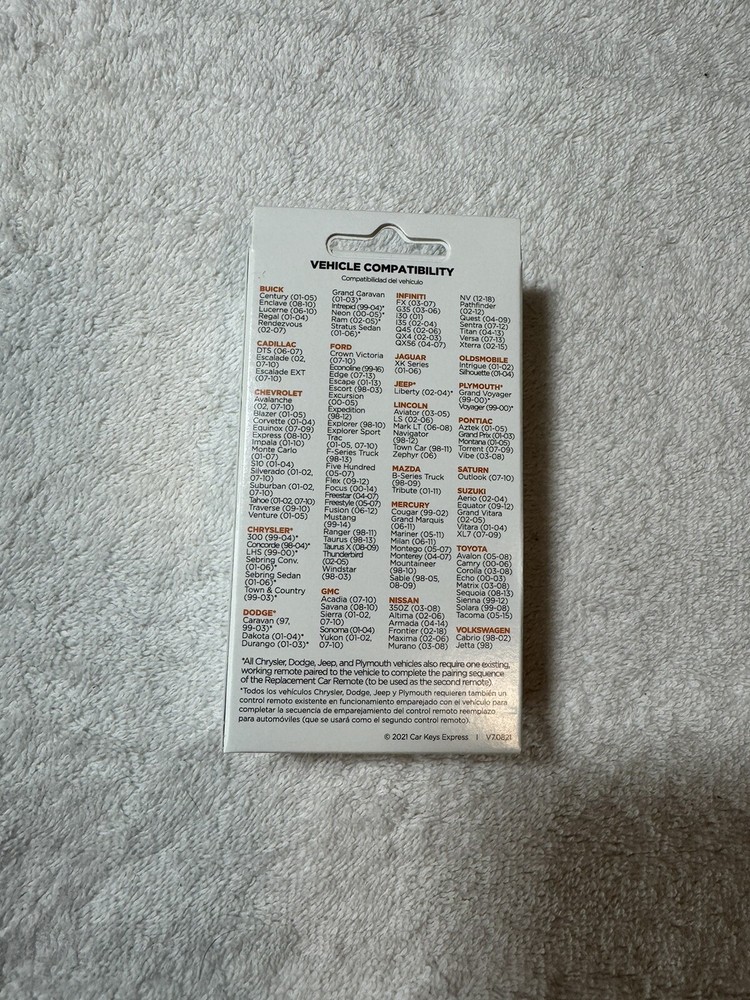 VEHICLE COMPATIBILITY
Compatibilidad del vehículo
BUICK
Century (01-05)
Enclave (08-10)
Lucerne (06-10)
Regal (01-04)
Rendezvous
(02-07)
CADILLAC
DTS (06-07)
Escalade (02,
07-10)
Escalade EXT
(07-10)
CHEVROLET
Avalanche
(02, 07-10)
Blazer (01-05)
Corvette (01-04)
Equinox (07-09)
Express (08-10)
Impala (01-10)
Monte Carlo
(01-07)
S10 (01-04)
Silverado (01-02,
07-10)
Suburban (01-02,
07-10)
Tahoe (01-02, 07-10)
Traverse (09-10)
Venture (01-05)
CHRYSLER*
300 (99-04)*
Concorde (98-04)*
LHS (99-00)*
Sebring Conv.
(01-06)*
Sebring Sedan
(01-06)*
Town & Country
(99-03)*
DODGE*
Caravan (97,
99-03)*
Dakota (01-04)*
Durango (01-03)*
Grand Caravan
(01-03)*
Intrepid (99-04)*
Neon (00-05)*
Ram (02-05)*
Stratus Sedan
(01-06)*
FORD
Crown Victoria
(07-10)
Econoline (99-16)
Edge (07-13)
Escape (01-13)
Escort (98-03)
Excursion
(00-05)
Expedition
(98-12)
Explorer (98-10)
Explorer Sport
Trac
(01-05, 07-10)
F-Series Truck
(98-13)
Five Hundred
(05-07)
Flex (09-12)
Focus (00-14)
Freestar (04-07)
Freestyle (05-07)
Fusion (06-12)
Mustang
(99-14)
Ranger (98-11)
Taurus (98-13)
Taurus X (08-09)
Thunderbird
(02-05)
Windstar
(98-03)
GMC
Acadia (07-10)
Savana (08-10)
Sierra (01-02,
07-10)
Sonoma (01-04)
Yukon (01-02,
07-10)
INFINITI
FX (03-07)
G35 (03-06)
I30 (01)
I35 (02-04)
Q45 (02-06)
QX4 (02-03)
QX56 (04-07)
JAGUAR
XK Series
(01-06)
JEEP*
Liberty (02-04)*
LINCOLN
Aviator (03-05)
LS (02-06)
Mark LT (06-08)
Navigator
(98-12)
Town Car (98-11)
Zephyr (06)
MAZDA
B-Series Truck
(98-09)
Tribute (01-11)
MERCURY
Cougar (99-02)
Grand Marquis
(06-11)
Mariner (05-11)
Milan (06-11)
Montego (05-07)
Monterey (04-07)
Mountaineer
(98-10)
Sable (98-05,
08-09)
NISSAN
350Z (03-08)
Altima (02-06)
Armada (04-14)
Frontier (02-18)
Maxima (02-06)
Murano (03-08)
NV (12-18)
Pathfinder
(02-12)
Quest (04-09)
Sentra (07-12)
Titan (04-13)
Versa (07-13)
Xterra (02-15)
OLDSMOBILE
Intrigue (01-02)
Silhouette (01-04)
PLYMOUTH*
Grand Voyager
(99-00)*
Voyager (99-00)*
PONTIAC
Aztek (01-05)
Grand Prix (01-03)
Montana (01-05)
Torrent (07-09)
Vibe (03-08)
SATURN
Outlook (07-10)
SUZUKI
Aerio (02-04)
Equator (09-12)
Grand Vitara
(02-05)
Vitara (01-04)
XL7 (07-09)
TOYOTA
Avalon (05-08)
Camry (00-06)
Corolla (03-08)
Echo (00-03)
Matrix (03-08)
Sequoia (08-13)
Sienna (99-12)
Solara (99-08)
Tacoma (05-15)
VOLKSWAGEN
Cabrio (98-02)
Jetta (98)
*All Chrysler, Dodge, Jeep, and Plymouth vehicles also require one existing,
working remote paired to the vehicle to complete the pairing sequence
of the Replacement Car Remote (to be used as the second remote).
*Todos los vehículos Chrysler, Dodge, Jeep y Plymouth requieren también un
control remoto existente en funcionamiento emparejado con el vehículo para
completar la secuencia de emparejamiento del control remoto reemplazo
para automóviles (que se usará como el segundo control remoto).
© 2021 Car Keys Express | V7.0821